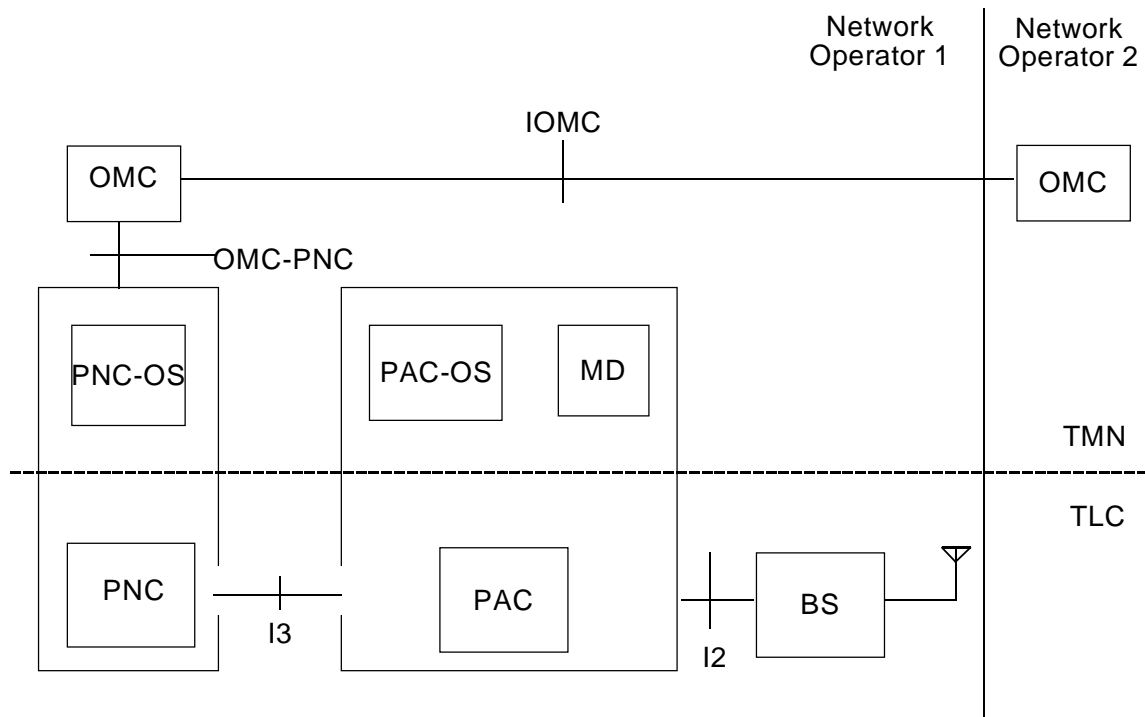 Network
Operator 1
Network
Operator 2
IOMC
OMC
OMC
OMC-PNC
PNC-OS
PAC-OS
MD
TMN
TLC
PNC
I3
PAC
I2
BS